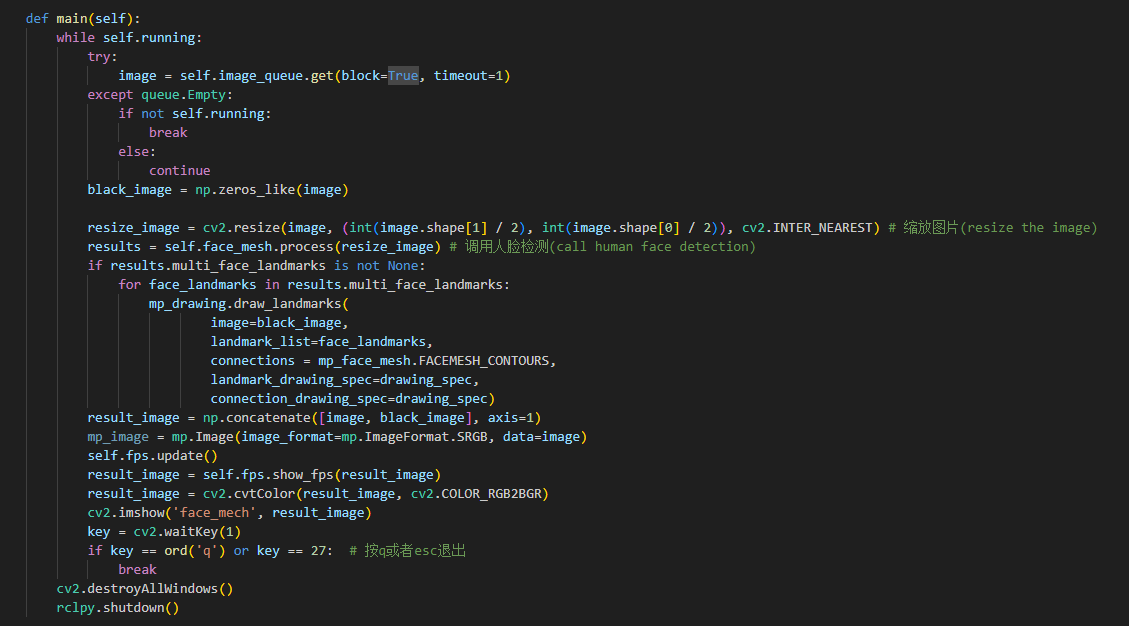 def main(self):
    while self.running:
        try:
            image = self.image_queue.get(block=True, timeout=1)
        except queue.Empty:
            if not self.running:
                break
            else:
                continue
        black_image = np.zeros_like(image)

        resize_image = cv2.resize(image, (int(image.shape[1] / 2), int(image.shape[0] / 2)), cv2.INTER_NEAREST) # 缩放图片(resize the image)
        results = self.face_mesh.process(resize_image) # 调用人脸检测(call human face detection)
        if results.multi_face_landmarks is not None:
            for face_landmarks in results.multi_face_landmarks:
                mp_drawing.draw_landmarks(
                        image=black_image,
                        landmark_list=face_landmarks,
                        connections = mp_face_mesh.FACEMESH_CONTOURS,
                        landmark_drawing_spec=drawing_spec,
                        connection_drawing_spec=drawing_spec)
        result_image = np.concatenate([image, black_image], axis=1)
        mp_image = mp.Image(image_format=mp.ImageFormat.SRGB, data=image)
        self.fps.update()
        result_image = self.fps.show_fps(result_image)
        result_image = cv2.cvtColor(result_image, cv2.COLOR_RGB2BGR)
        cv2.imshow('face_mech', result_image)
        key = cv2.waitKey(1)
        if key == ord('q') or key == 27:  # 按q或者esc退出
            break
    cv2.destroyAllWindows()
    rclpy.shutdown()